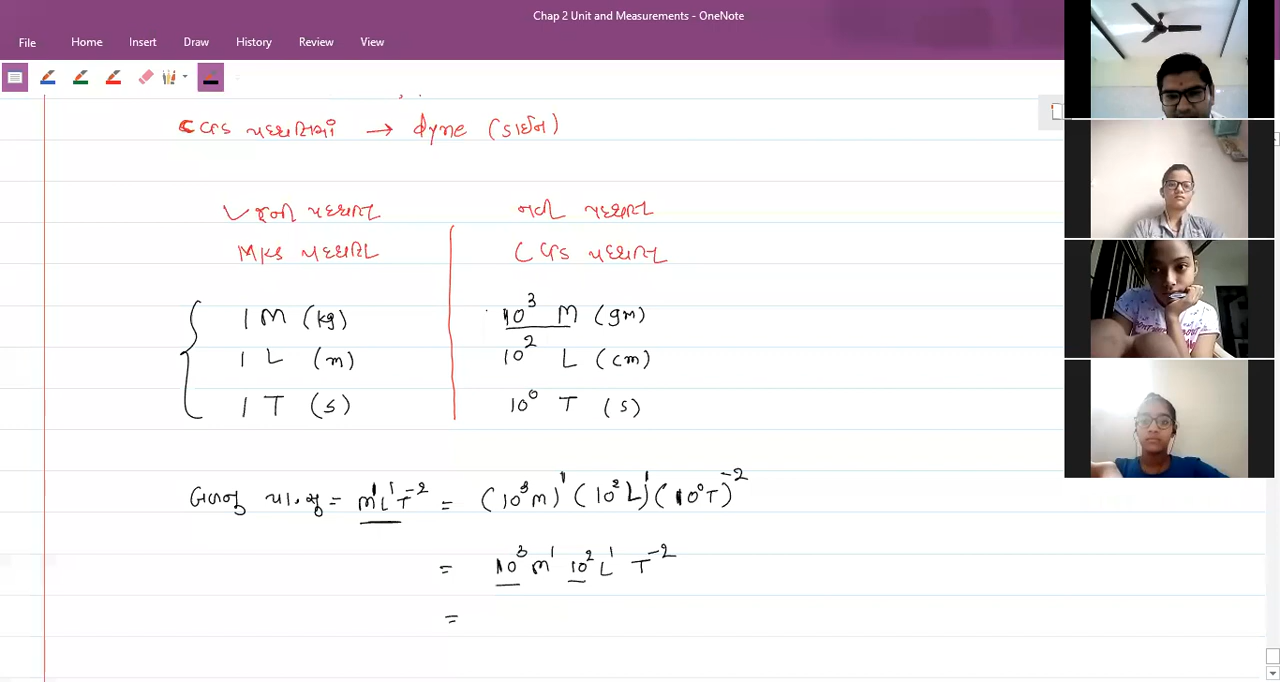 Chap 2 Unit and Measurements - OneNote
File Home Insert Draw History Review View
CGS પદ્ધતિમાં → dyne (ડાઈન)
✓ જુની પદ્ધતિ નવી પદ્ધતિ
MKS પદ્ધતિ CGS પદ્ધતિ
1 M (kg) 10³ M (gm)
1 L (m) 10² L (cm)
1 T (s) 10⁰ T (s)
બળનું પા.સૂ = M¹L¹T⁻² = (10³M)¹ (10²L)¹ (10⁰T)⁻²
= 10³ M¹ 10² L¹ T⁻²
=